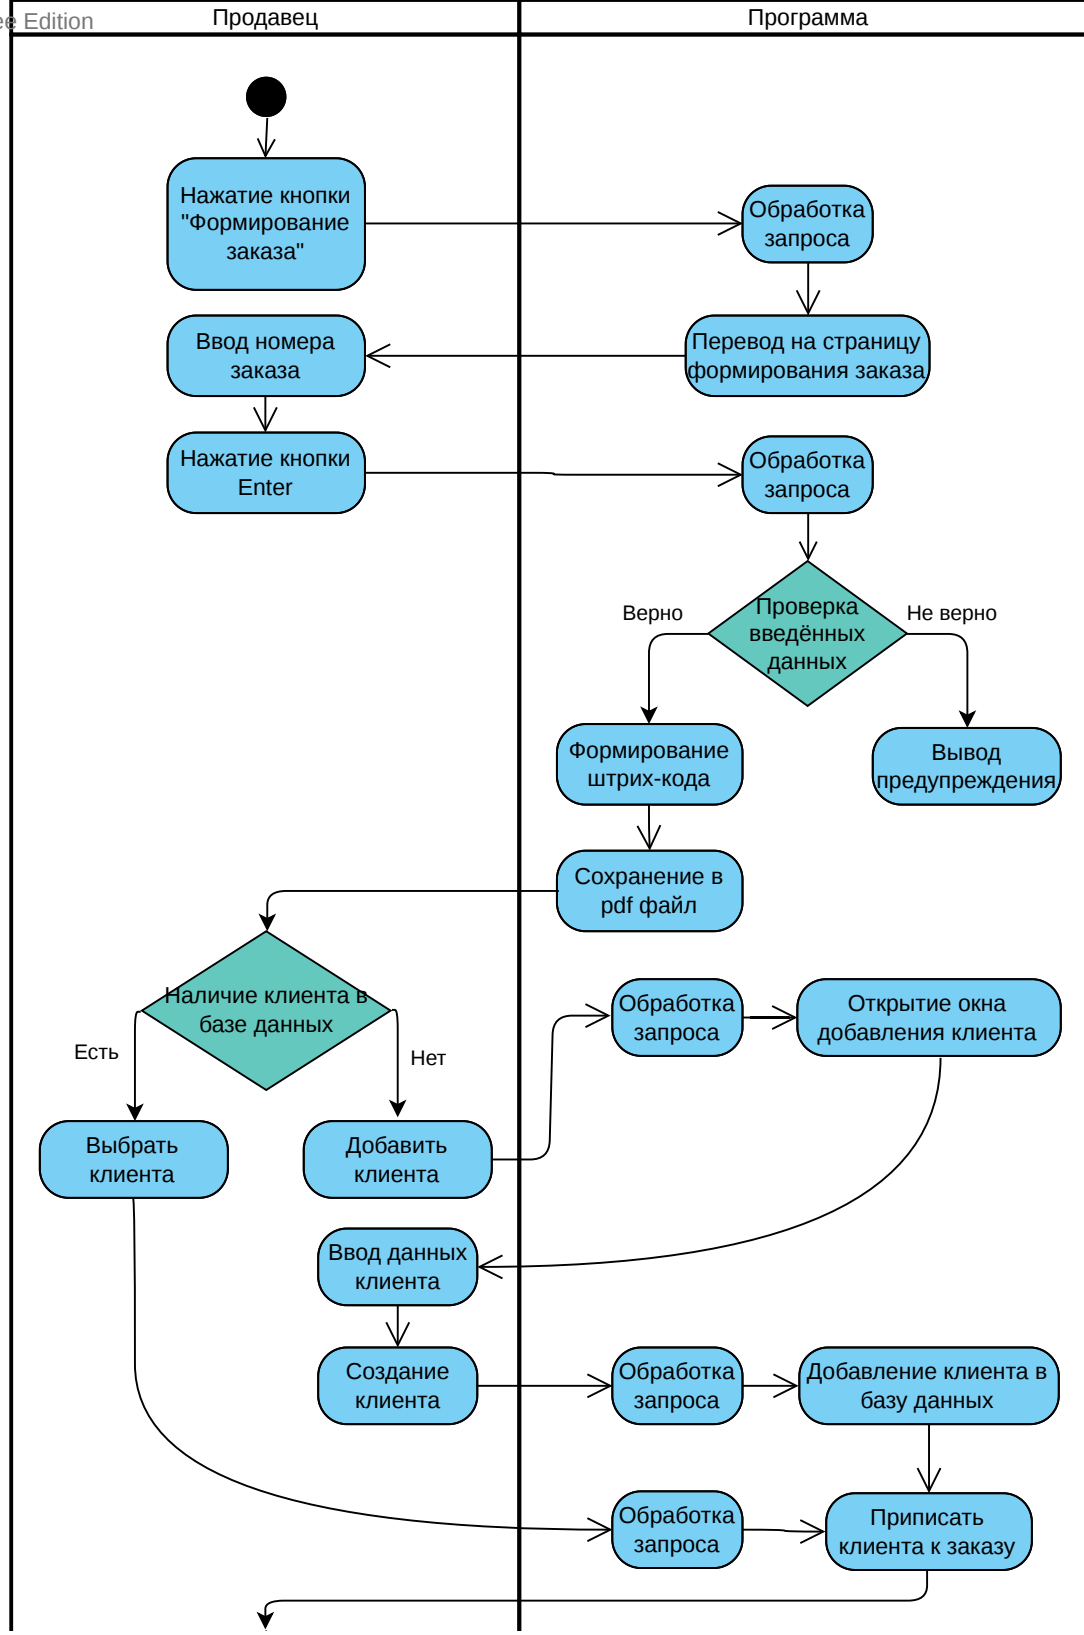 Edition
Продавец
Программа
Нажатие кнопки
"Формирование
заказа"
Обработка
запроса
Ввод номера
заказа
Перевод на страницу
формирования заказа
Нажатие кнопки
Enter
Обработка
запроса
Верно
Проверка
введённых
данных
Не верно
Формирование
штрих-кода
Вывод
предупреждения
Сохранение в
pdf файл
Наличие клиента в
базе данных
Есть
Нет
Обработка
запроса
Открытие окна
добавления клиента
Выбрать
клиента
Добавить
клиента
Ввод данных
клиента
Создание
клиента
Обработка
запроса
Добавление клиента в
базу данных
Обработка
запроса
Приписать
клиента к заказу